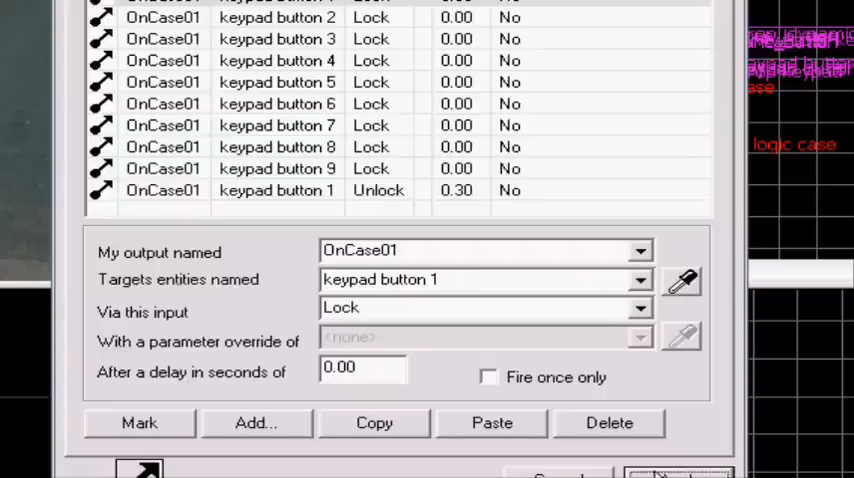 OnCase01 keypad button 2 Lock 0.00 No
OnCase01 keypad button 3 Lock 0.00 No
OnCase01 keypad button 4 Lock 0.00 No
OnCase01 keypad button 5 Lock 0.00 No
OnCase01 keypad button 6 Lock 0.00 No
OnCase01 keypad button 7 Lock 0.00 No
OnCase01 keypad button 8 Lock 0.00 No
OnCase01 keypad button 9 Lock 0.00 No
OnCase01 keypad button 1 Unlock 0.30 No
logic case
My output named OnCase01
Targets entities named keypad button 1
Via this input Lock
With a parameter override of <none>
After a delay in seconds of 0.00 Fire once only
Mark Add... Copy Paste Delete